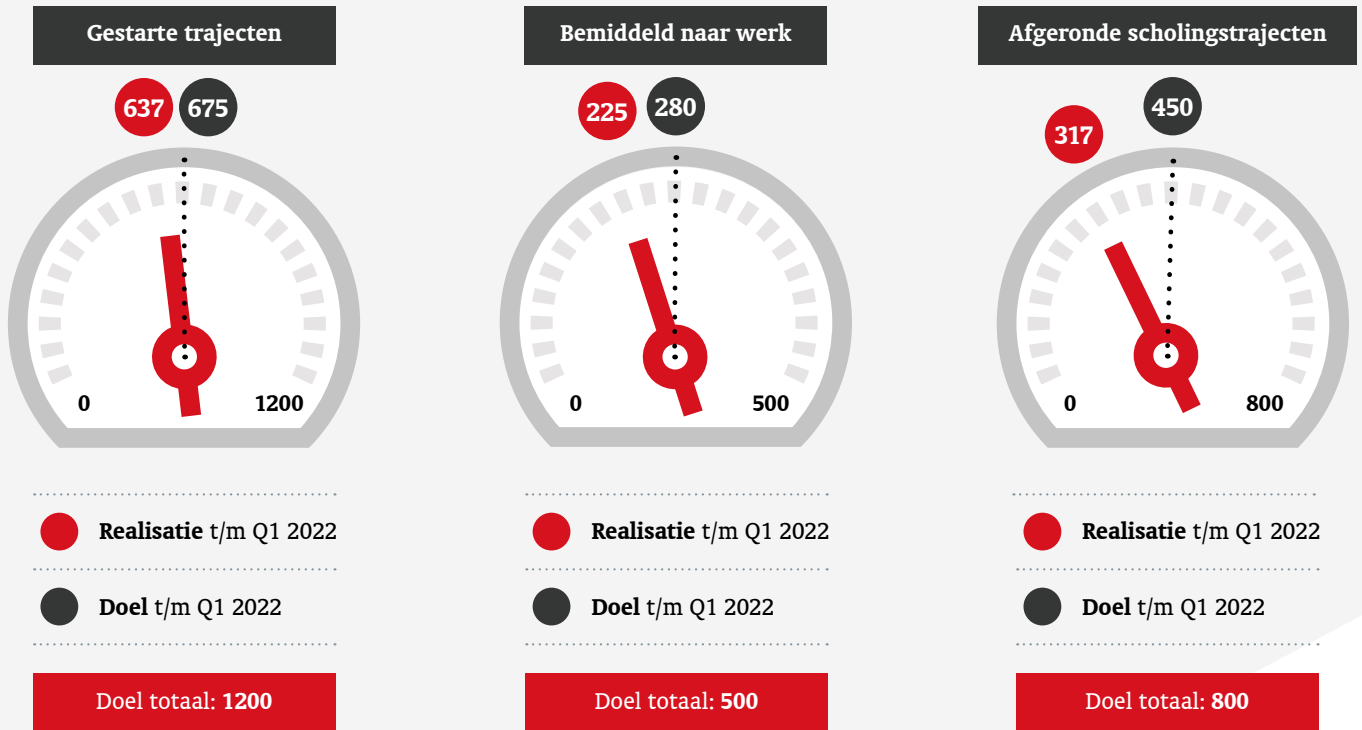 Gestarte trajecten
637
675
0
1200
Realisatie t/m Q1 2022
Doel t/m Q1 2022
Doel totaal: 1200
Bemiddeld naar werk
225
280
0
500
Realisatie t/m Q1 2022
Doel t/m Q1 2022
Doel totaal: 500
Afgeronde scholingstrajecten
317
450
0
800
Realisatie t/m Q1 2022
Doel t/m Q1 2022
Doel totaal: 800